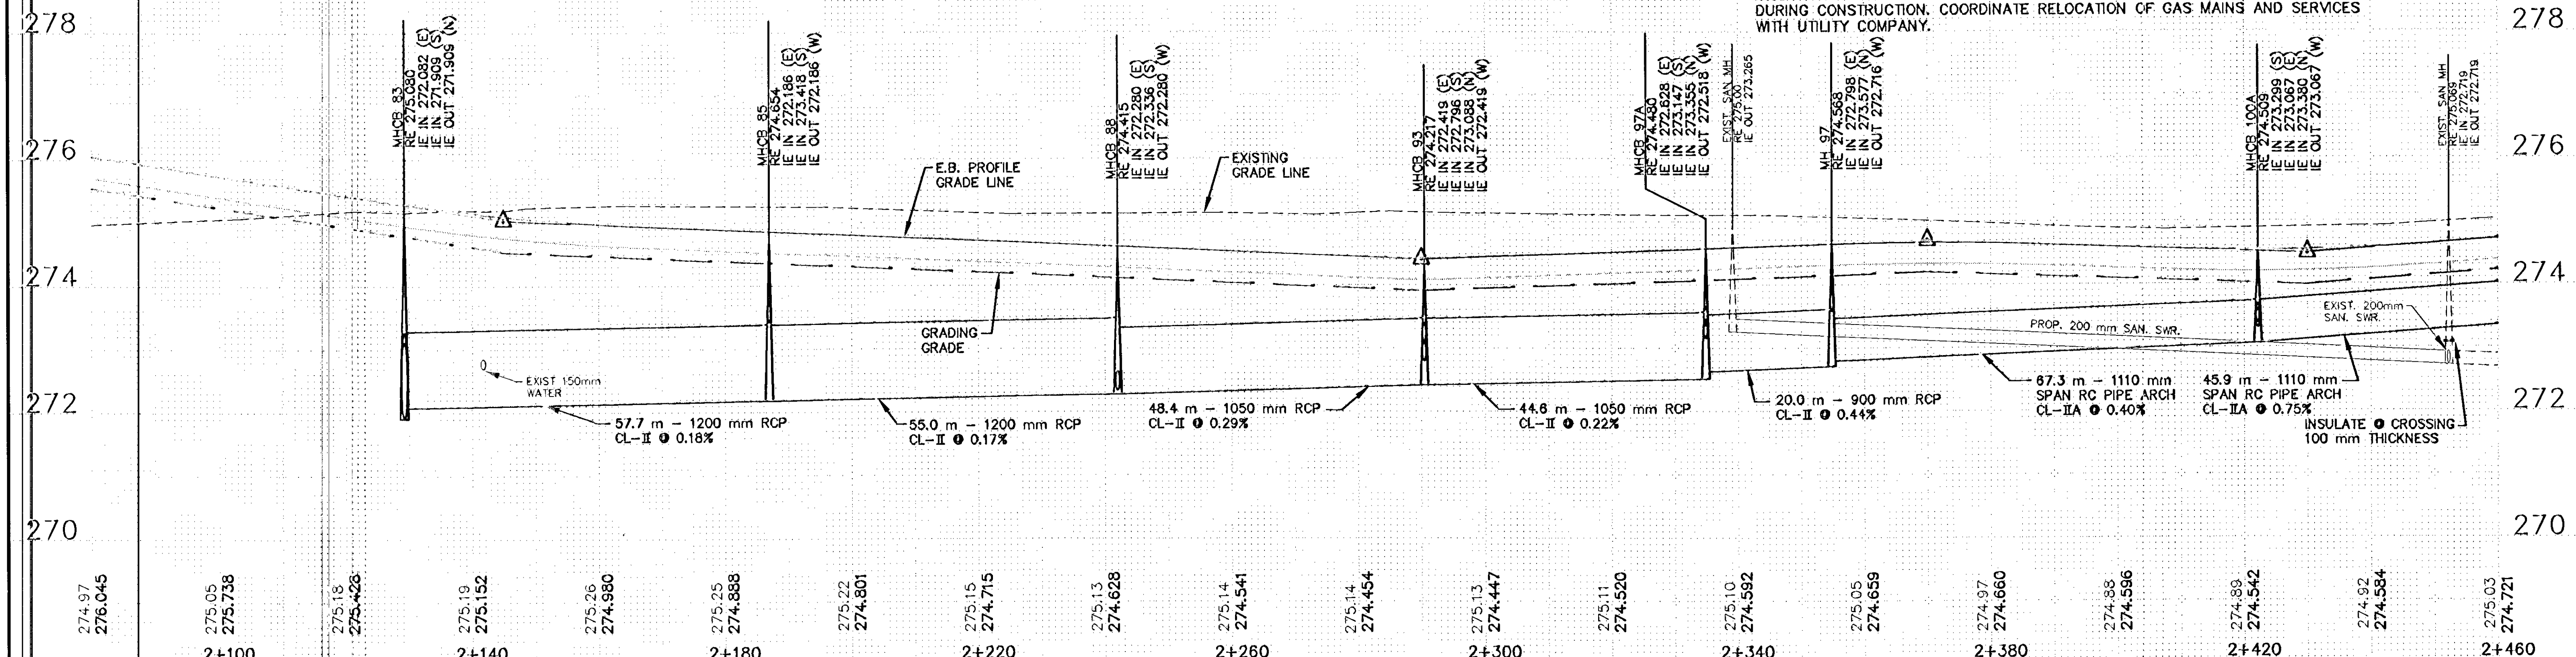 DURING CONSTRUCTION. COORDINATE RELOCATION OF GAS MAINS AND SERVICES
WITH UTILITY COMPANY.
278
278
276
276
274
274
272
272
270
270
MHCB 83
RE 275.080
IE IN 272.082 (E)
IE IN 271.909 (S)
IE OUT 271.909 (N)
MHCB 85
RE 274.654
IE IN 272.186 (E)
IE IN 273.418 (S)
IE OUT 272.186 (W)
MHCB 88
RE 274.415
IE IN 272.280 (E)
IE IN 272.336 (S)
IE OUT 272.280 (W)
MHCB 93
RE 274.217
IE IN 272.419 (E)
IE IN 272.796 (S)
IE IN 273.088 (N)
IE OUT 272.419 (W)
MHCB 97A
RE 274.480
IE IN 272.628 (E)
IE IN 273.147 (S)
IE IN 273.355 (N)
IE OUT 272.518 (W)
EXIST. SAN MH
IE OUT 273.265
MH 97
RE 274.568
IE IN 272.798 (E)
IE IN 273.577 (N)
IE OUT 272.716 (W)
MHCB 100A
RE 274.509
IE IN 273.299 (S)
IE IN 273.067 (E)
IE IN 273.380 (N)
IE OUT 273.067 (W)
EXIST. SAN MH
RE 275.069
IE IN 272.719
IE OUT 272.719
E.B. PROFILE
GRADE LINE
EXISTING
GRADE LINE
GRADING
GRADE
EXIST 150mm
WATER
PROP. 200 mm SAN. SWR.
EXIST. 200mm
SAN. SWR.
57.7 m - 1200 mm RCP
CL-II @ 0.18%
55.0 m - 1200 mm RCP
CL-II @ 0.17%
48.4 m - 1050 mm RCP
CL-II @ 0.29%
44.6 m - 1050 mm RCP
CL-II @ 0.22%
20.0 m - 900 mm RCP
CL-II @ 0.44%
67.3 m - 1110 mm
SPAN RC PIPE ARCH
CL-IIA @ 0.40%
45.9 m - 1110 mm
SPAN RC PIPE ARCH
CL-IIA @ 0.75%
INSULATE @ CROSSING
100 mm THICKNESS
274.97
276.045
275.05
275.738
275.18
275.428
275.19
275.152
275.26
274.980
275.25
274.888
275.22
274.801
275.15
274.715
275.13
274.628
275.14
274.541
275.14
274.454
275.13
274.447
275.11
274.520
275.10
274.592
275.05
274.659
274.97
274.660
274.88
274.596
274.89
274.542
274.92
274.584
275.03
274.721
2+100
2+140
2+180
2+220
2+260
2+300
2+340
2+380
2+420
2+460